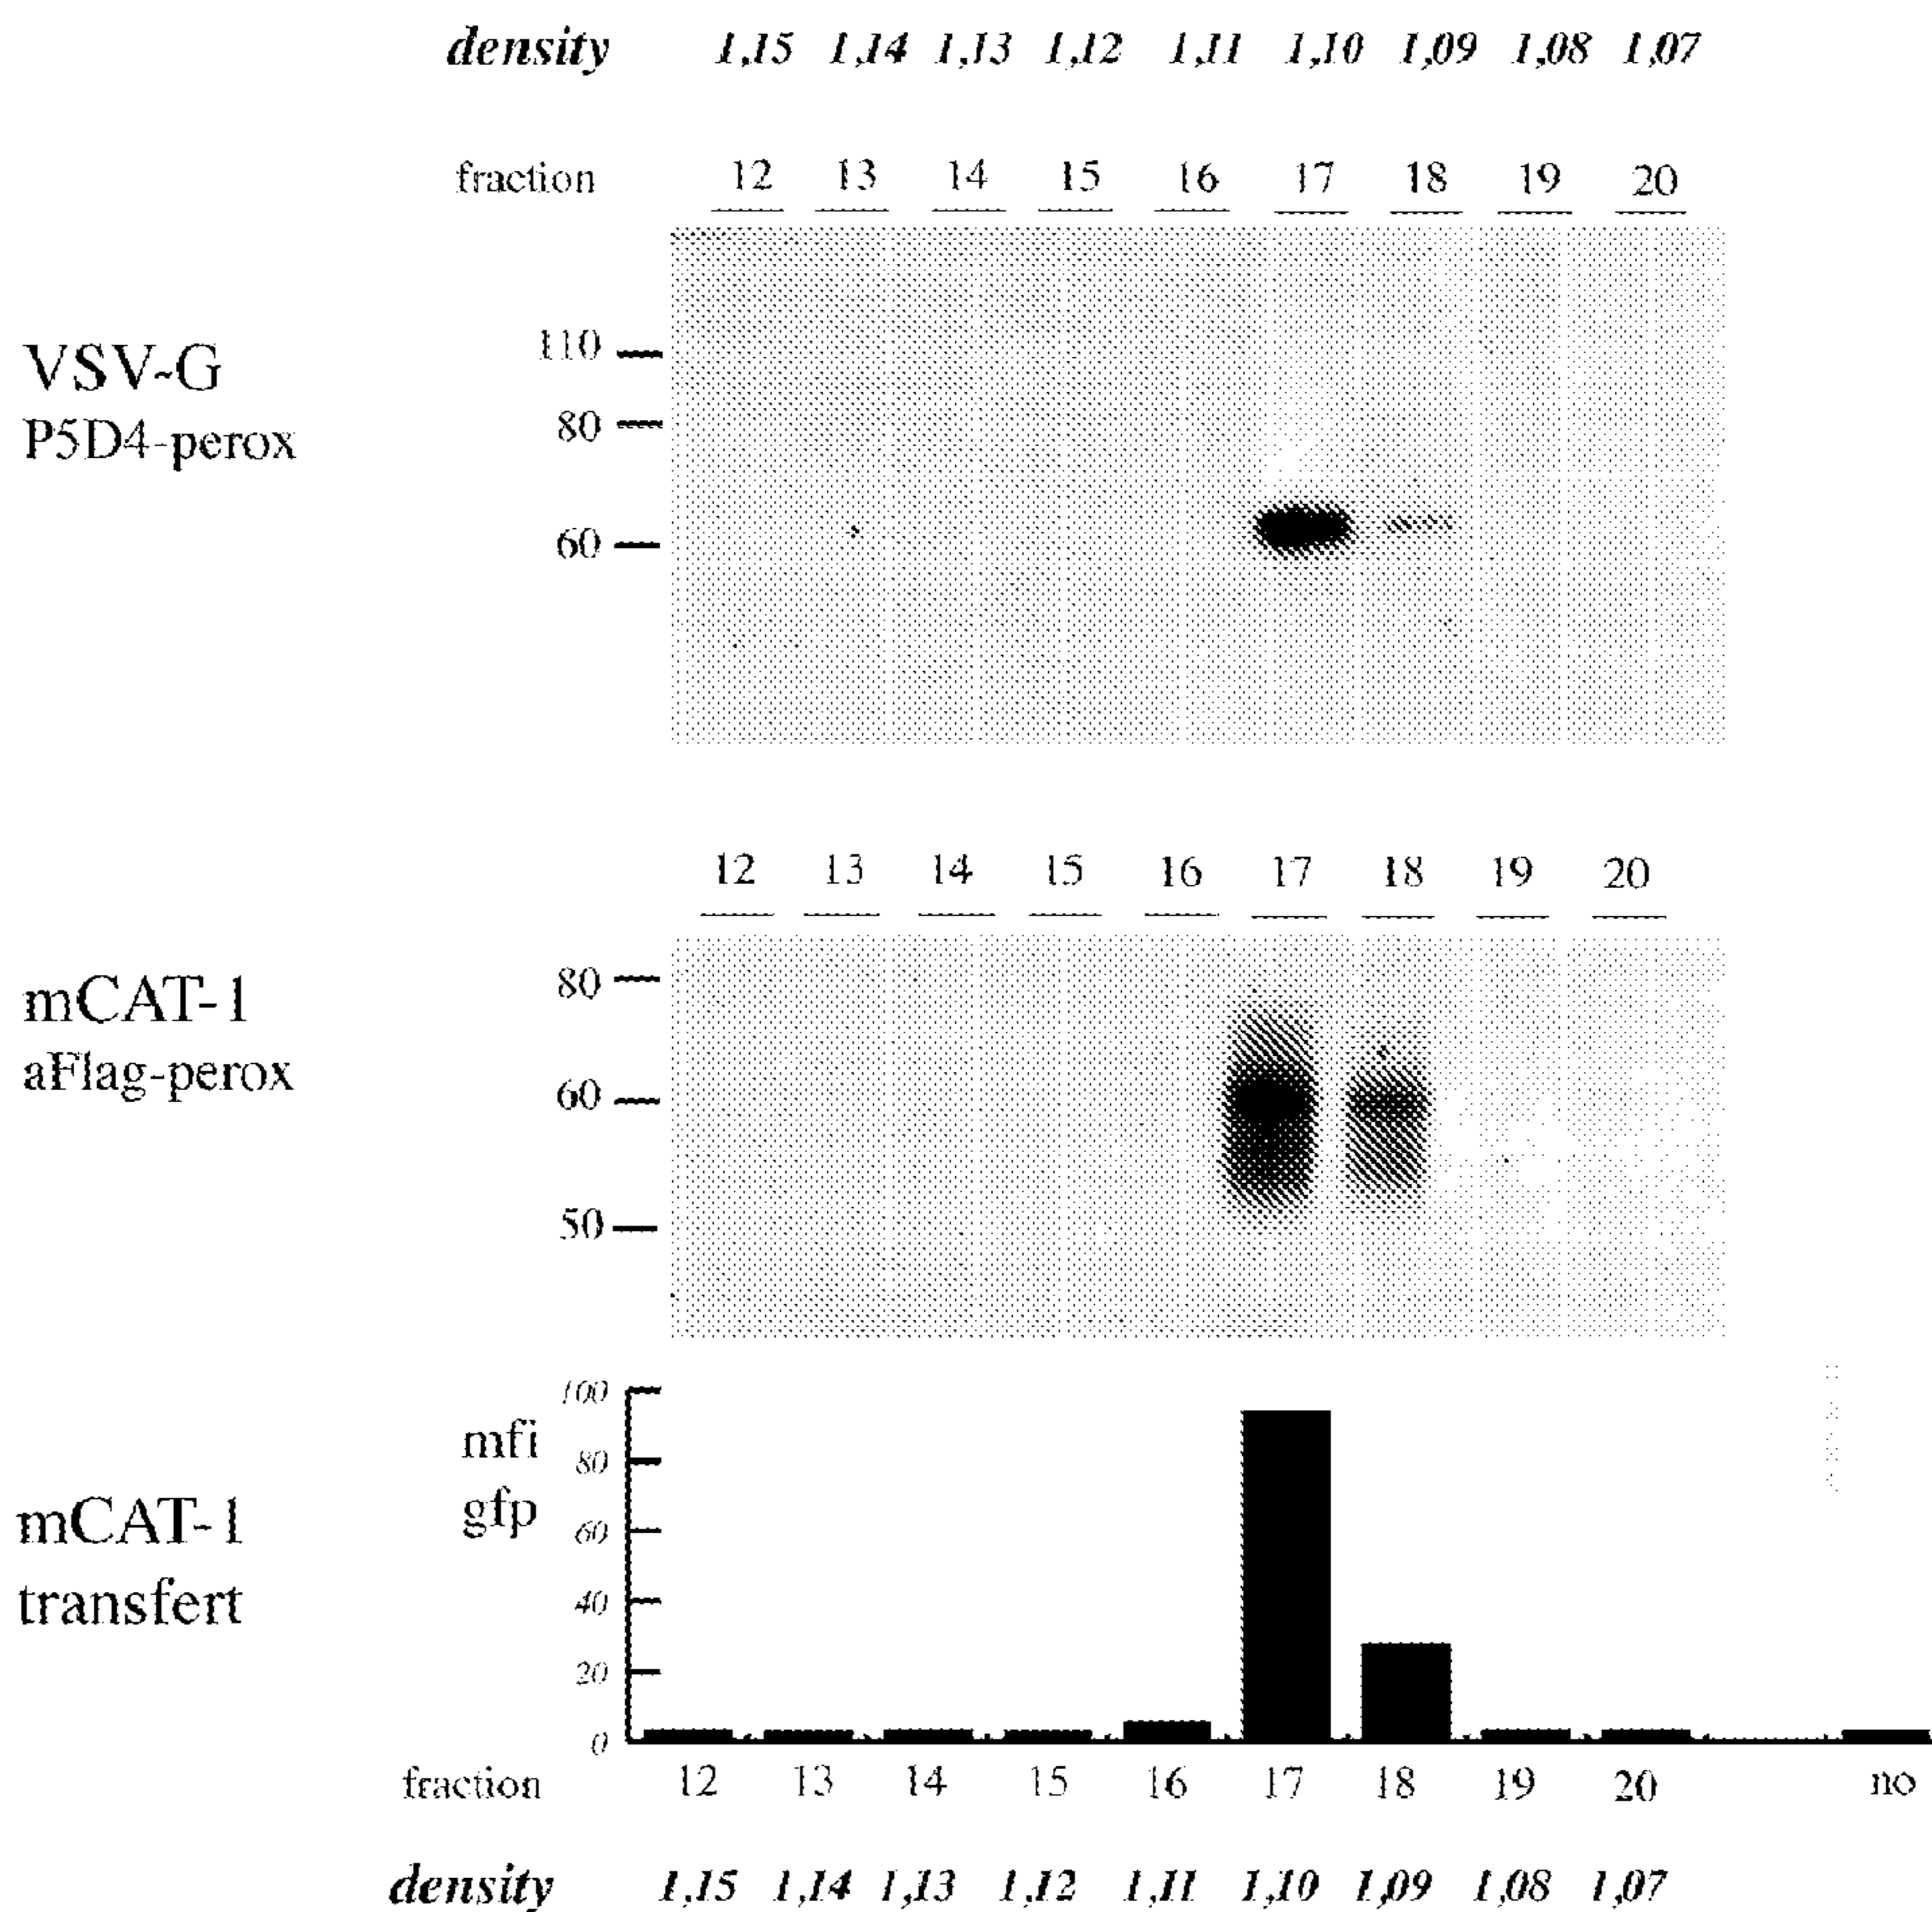 density 1,15 1,14 1,13 1,12 1,11 1,10 1,09 1,08 1,07
fraction 12 13 14 15 16 17 18 19 20
VSV-G
P5D4-perox
110
80
60
12 13 14 15 16 17 18 19 20
mCAT-1
aFlag-perox
80
60
50
mCAT-1
transfert
mfi
gfp
100
80
60
40
20
0
fraction 12 13 14 15 16 17 18 19 20 no
density 1,15 1,14 1,13 1,12 1,11 1,10 1,09 1,08 1,07